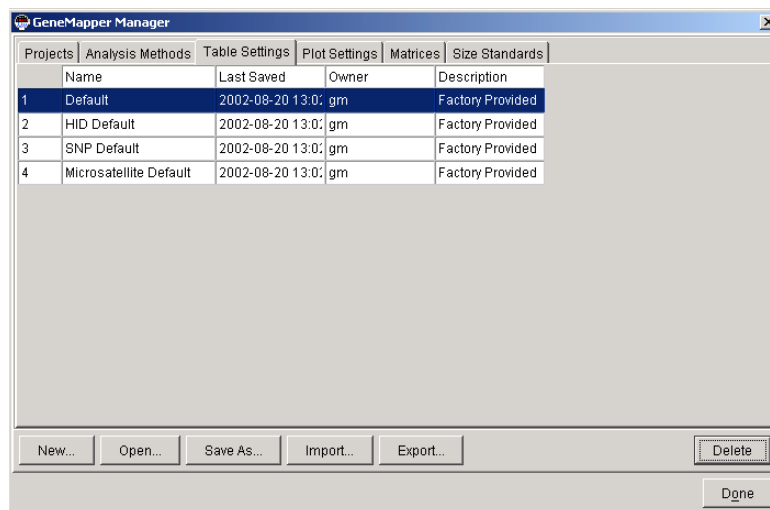 GeneMapper Manager
Projects Analysis Methods Table Settings Plot Settings Matrices Size Standards
Name Last Saved Owner Description
1 Default 2002-08-20 13:0 gm Factory Provided
2 HID Default 2002-08-20 13:0 gm Factory Provided
3 SNP Default 2002-08-20 13:0 gm Factory Provided
4 Microsatellite Default 2002-08-20 13:0 gm Factory Provided
New... Open... Save As... Import... Export... Delete
Done